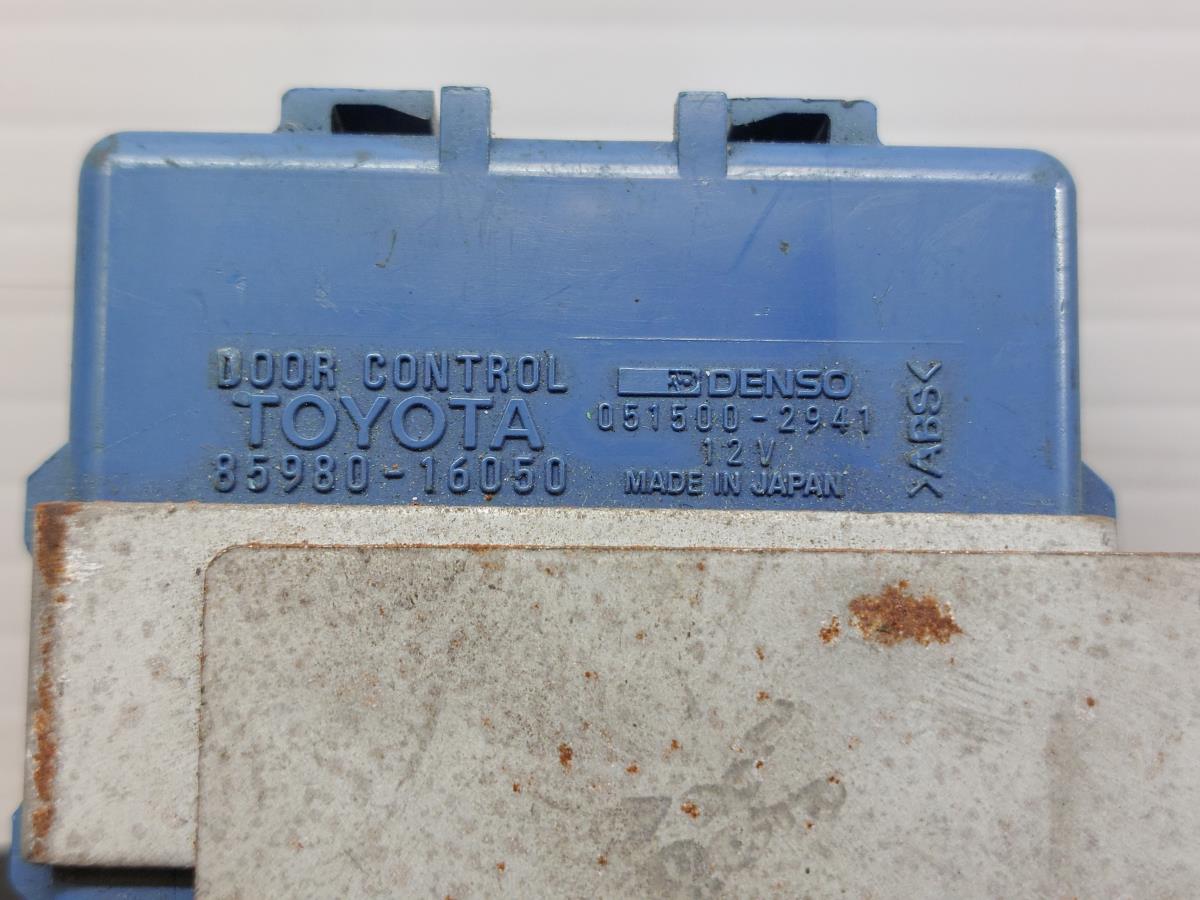 DOOR CONTROL
TOYOTA
85980-16050
DENSO
051500-2941
12V
MADE IN JAPAN
>ABS<